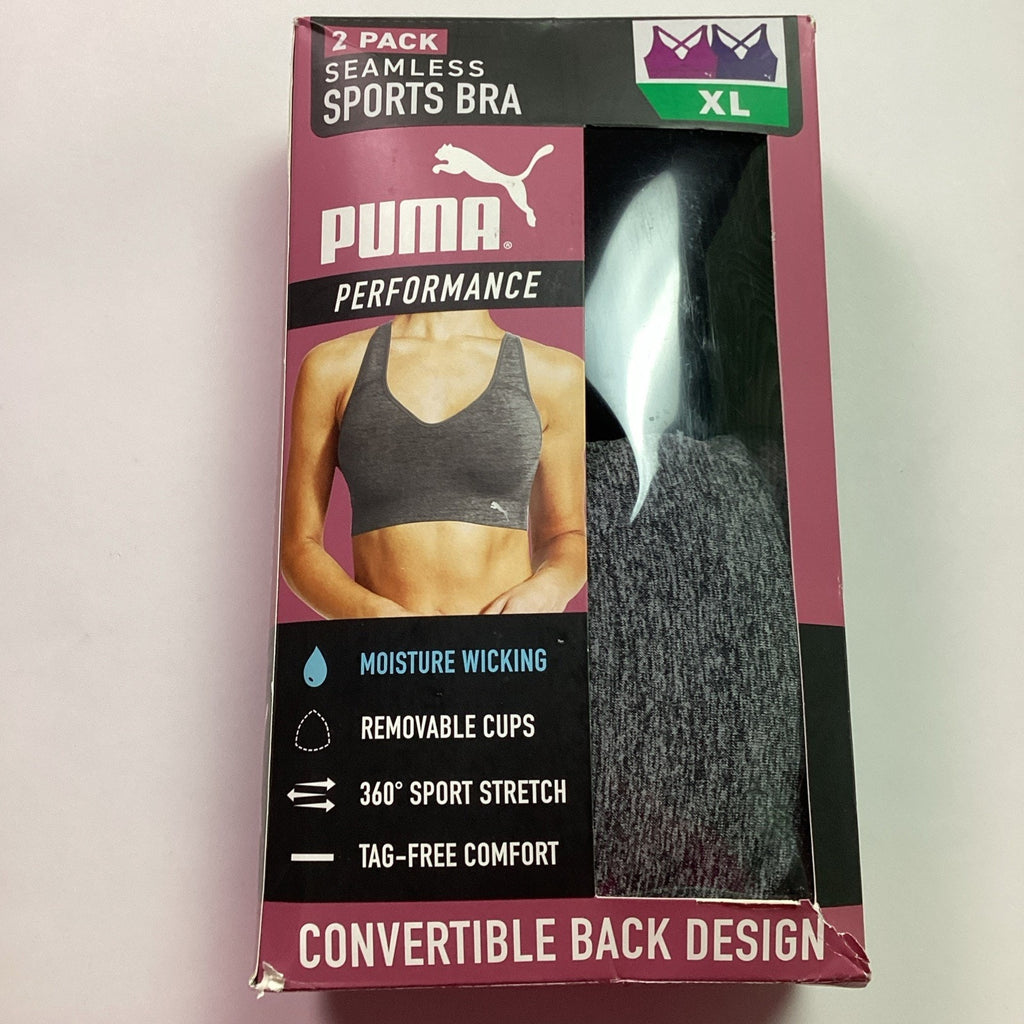 2 PACK
SEAMLESS
SPORTS BRA
XL
PUMA®
PERFORMANCE
MOISTURE WICKING
REMOVABLE CUPS
360° SPORT STRETCH
TAG-FREE COMFORT
CONVERTIBLE BACK DESIGN